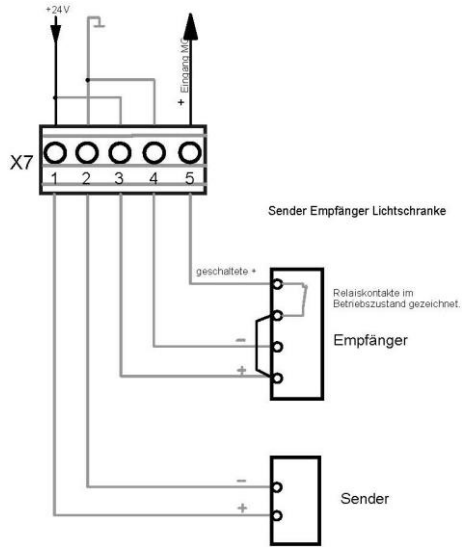 +24V
+ Eingang MC
X7
1 2 3 4 5
Sender Empfänger Lichtschranke
geschaltete +
Relaiskontakte im
Betriebszustand gezeichnet.
Empfänger
-
+
Sender
-
+